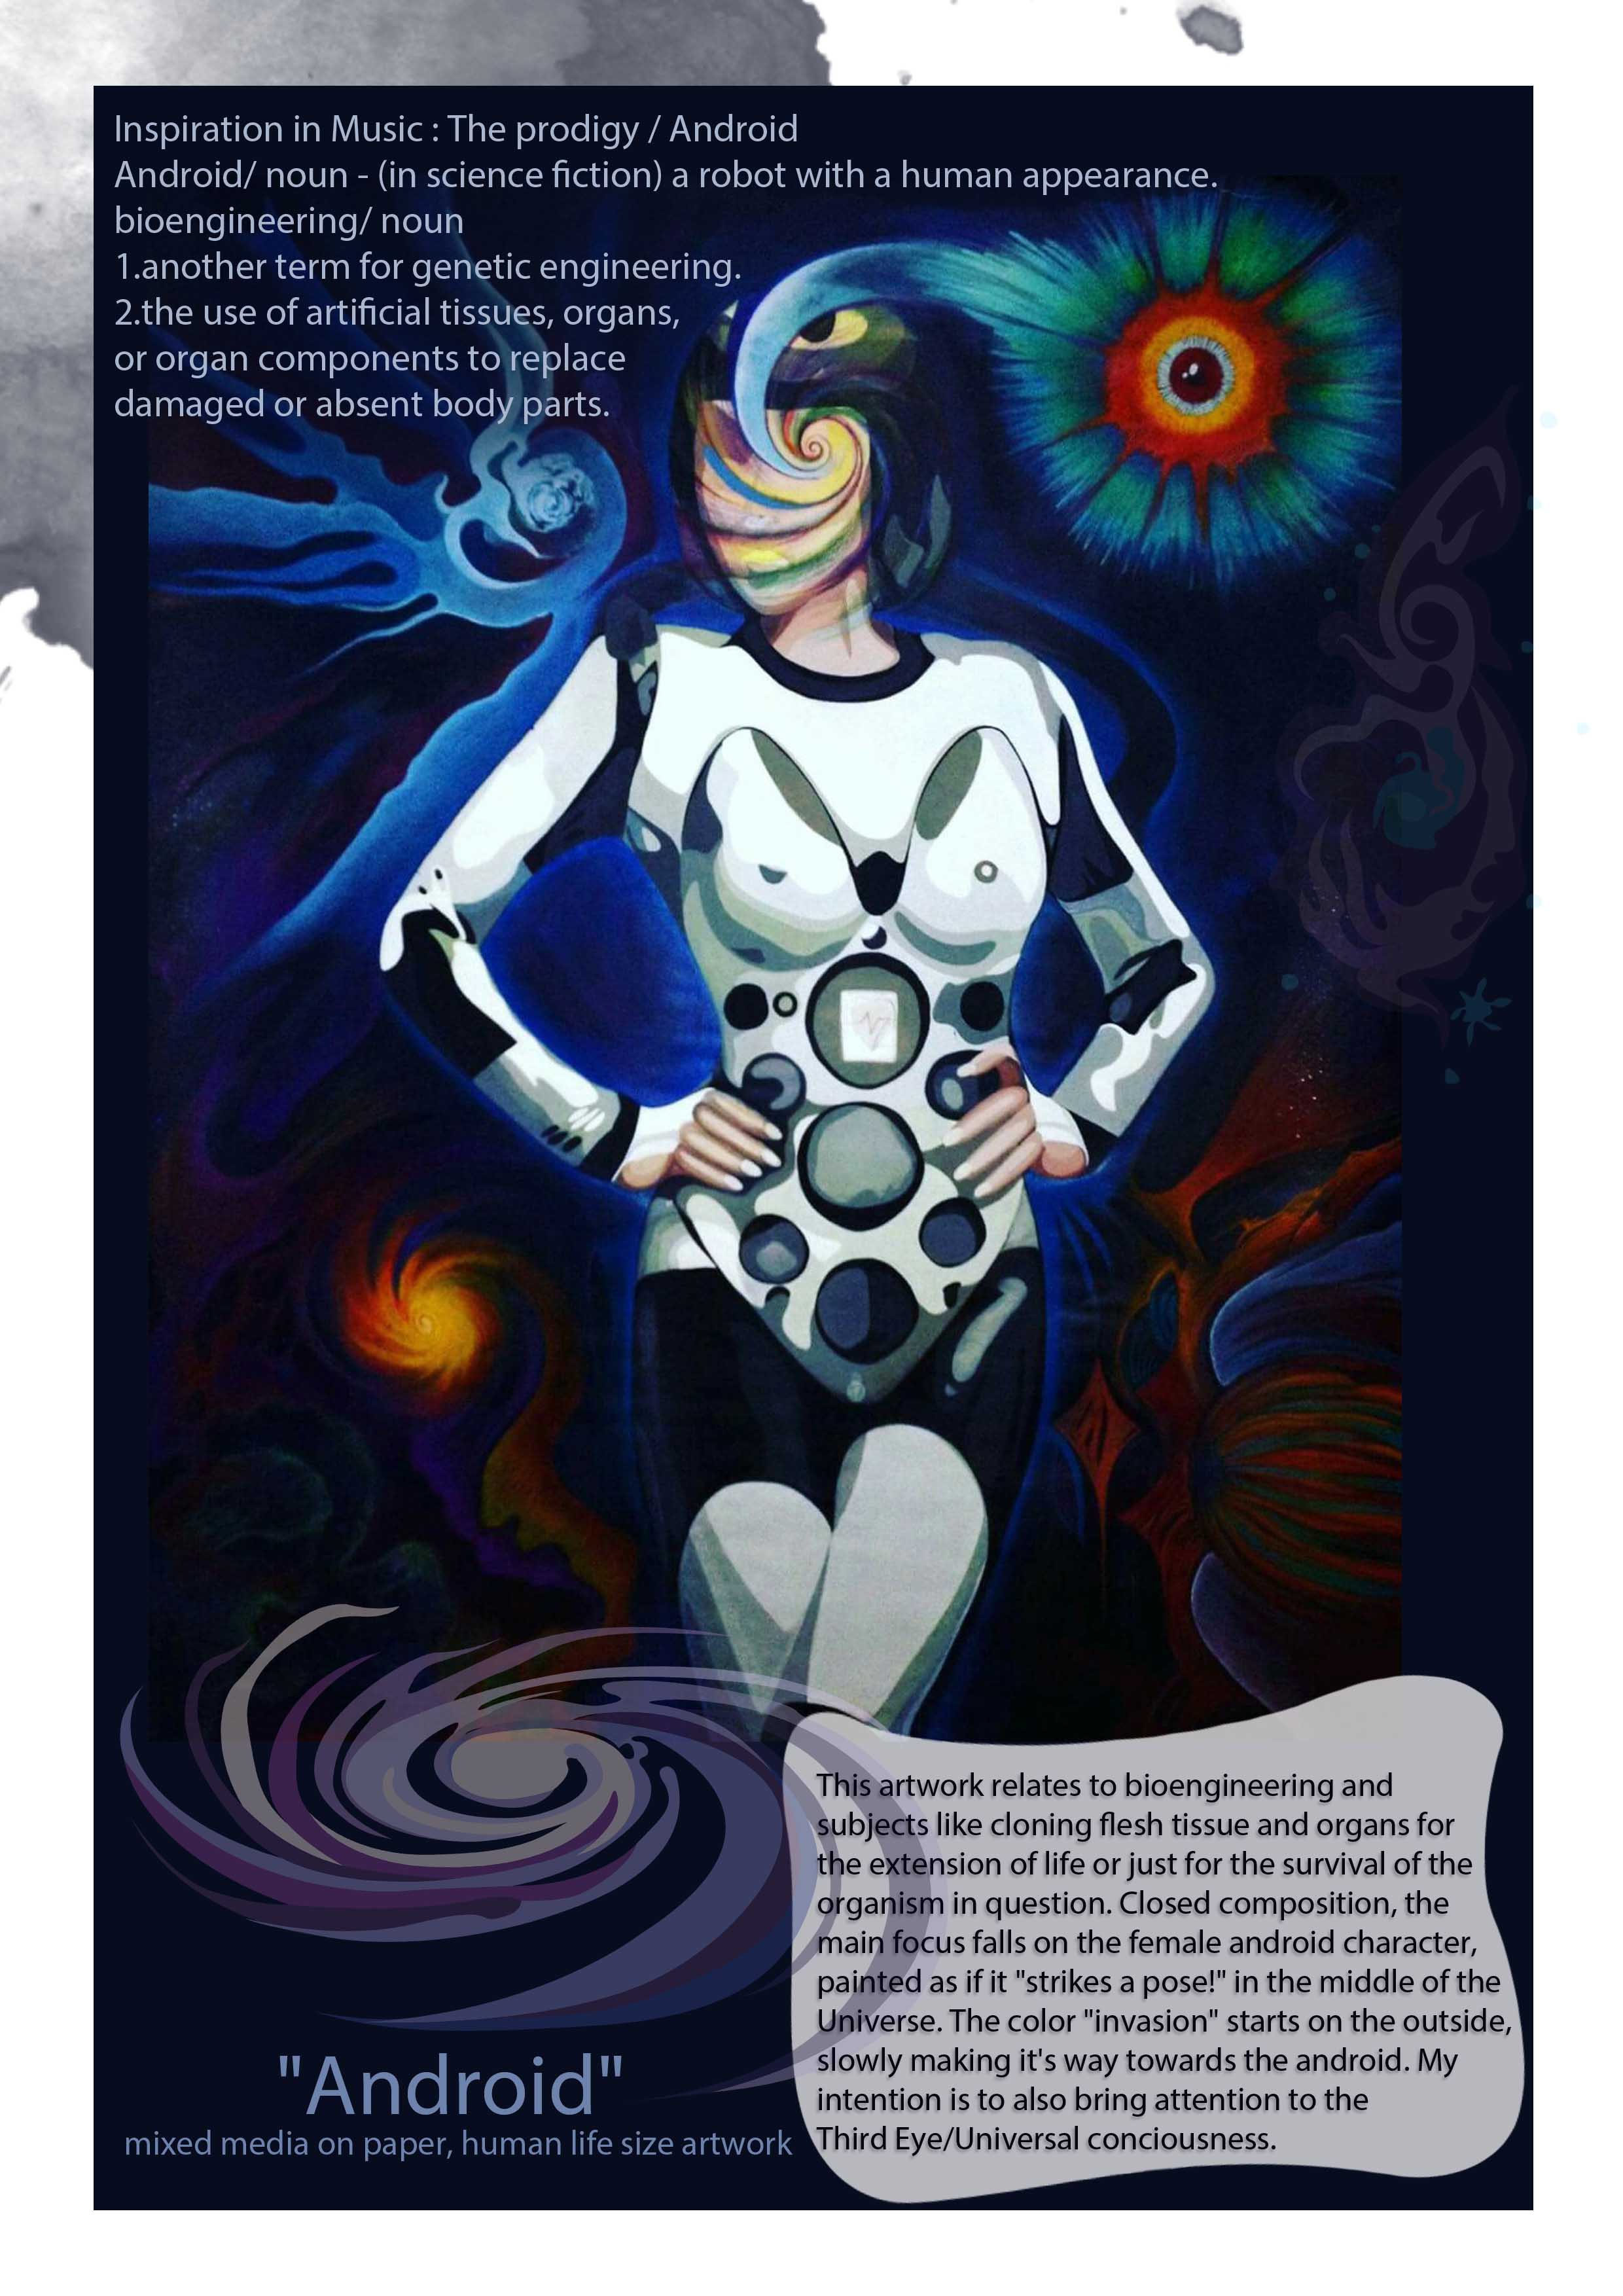 Inspiration in Music : The prodigy / Android
Android/ noun - (in science fiction) a robot with a human appearance.
bioengineering/ noun
1.another term for genetic engineering.
2.the use of artificial tissues, organs,
or organ components to replace
damaged or absent body parts.
This artwork relates to bioengineering and
subjects like cloning flesh tissue and organs for
the extension of life or just for the survival of the
organism in question. Closed composition, the
main focus falls on the female android character,
painted as if it "strikes a pose!" in the middle of the
Universe. The color "invasion" starts on the outside,
slowly making it's way towards the android. My
intention is to also bring attention to the
Third Eye/Universal conciousness.
"Android"
mixed media on paper, human life size artwork